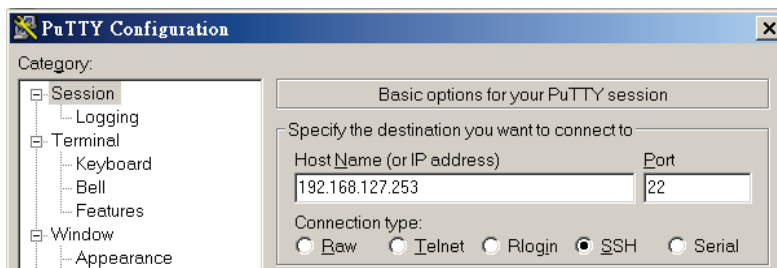 PuTTY Configuration
Category:
Session
Logging
Terminal
Keyboard
Bell
Features
Window
Appearance
Basic options for your PuTTY session
Specify the destination you want to connect to
Host Name (or IP address) Port
192.168.127.253 22
Connection type:
Raw Telnet Rlogin SSH Serial